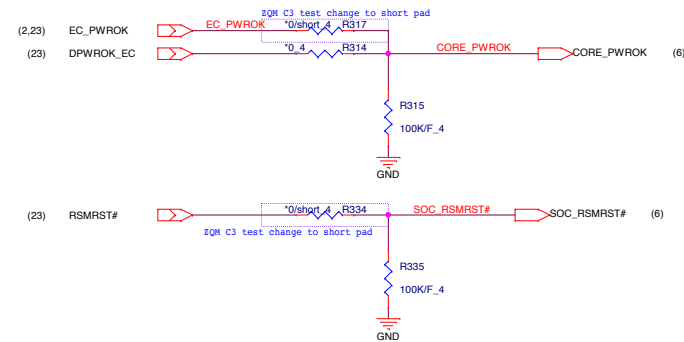 ZQM C3 test change to short pad
(2,23) EC_PWROK EC_PWROK *0/short_4 R317
(23) DPWROK_EC *0_4 R314 CORE_PWROK CORE_PWROK (6)
R315
100K/F_4
GND
(23) RSMRST# *0/short_4 R334 SOC_RSMRST# SOC_RSMRST# (6)
ZQM C3 test change to short pad
R335
100K/F_4
GND